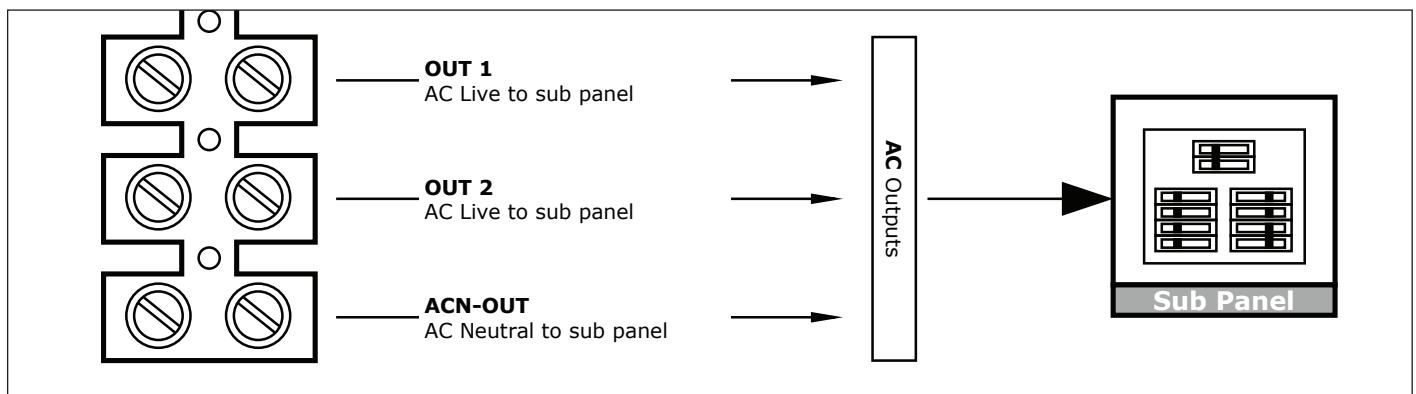 OUT 1
AC Live to sub panel
OUT 2
AC Live to sub panel
ACN-OUT
AC Neutral to sub panel
AC Outputs
Sub Panel